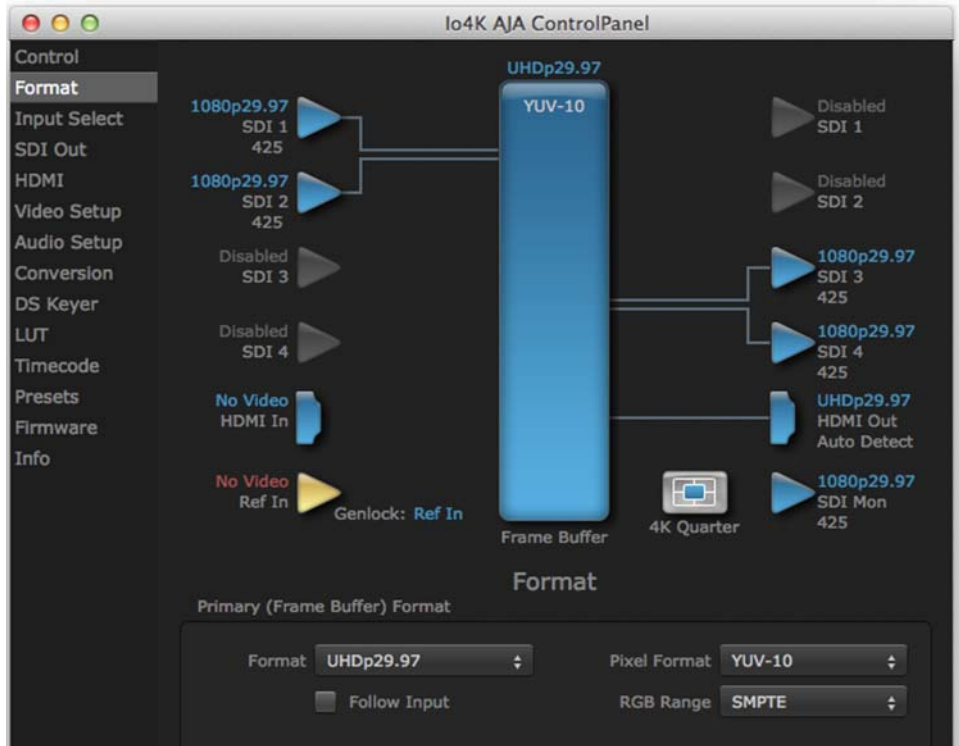 Io4K AJA ControlPanel
Control
Format
Input Select
SDI Out
HDMI
Video Setup
Audio Setup
Conversion
DS Keyer
LUT
Timecode
Presets
Firmware
Info
1080p29.97
SDI 1
425
1080p29.97
SDI 2
425
Disabled
SDI 3
Disabled
SDI 4
No Video
HDMI In
No Video
Ref In
Genlock: Ref In
UHDp29.97
YUV-10
Frame Buffer
Disabled
SDI 1
Disabled
SDI 2
1080p29.97
SDI 3
425
1080p29.97
SDI 4
425
UHDp29.97
HDMI Out
Auto Detect
4K Quarter
1080p29.97
SDI Mon
425
Format
Primary (Frame Buffer) Format
Format UHDp29.97
Follow Input
Pixel Format YUV-10
RGB Range SMPTE